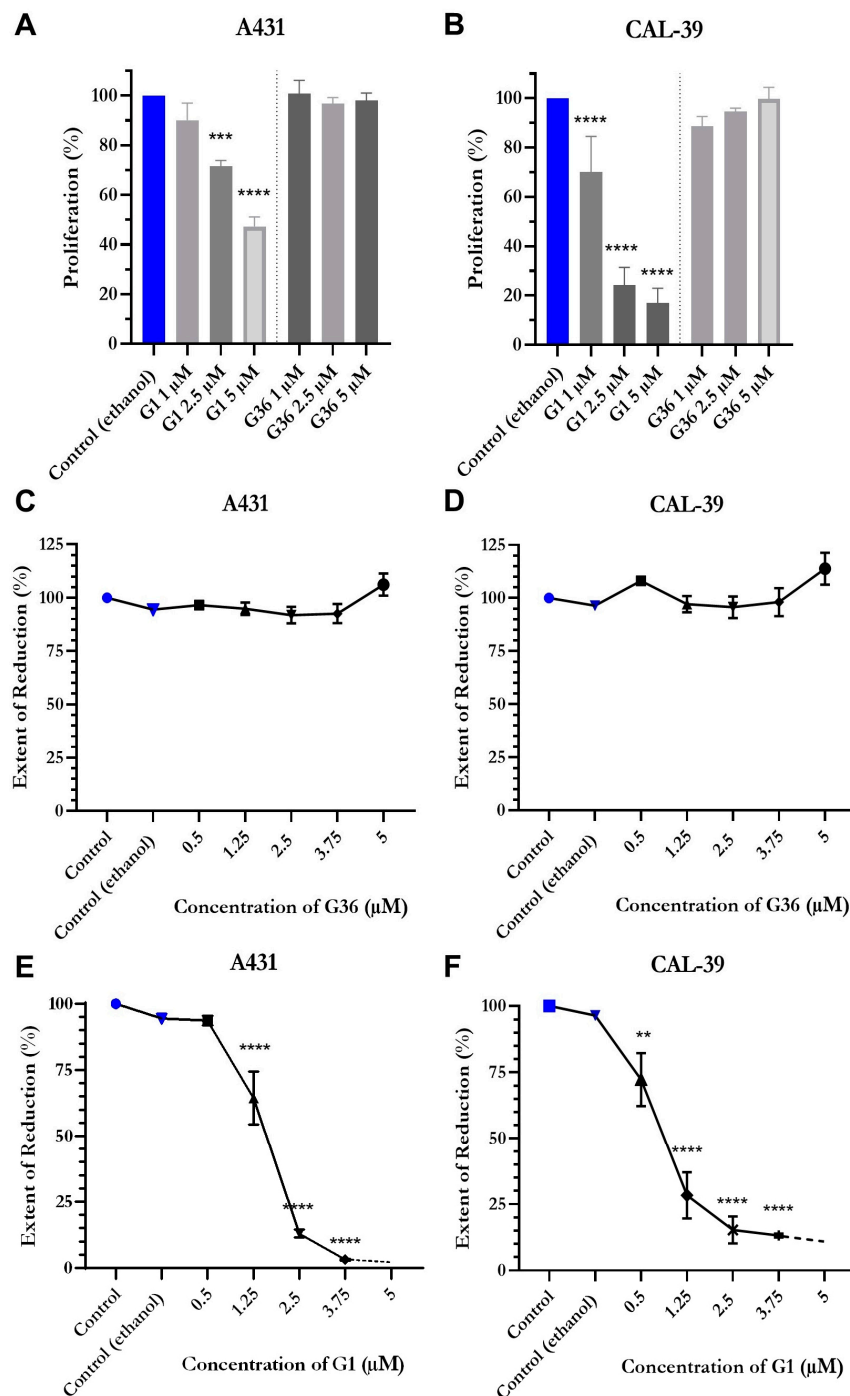 A
A431
Proliferation (%)
100
80
60
40
20
0
***
****
Control (ethanol)
G1 1 µM
G1 2.5 µM
G1 5 µM
G36 1 µM
G36 2.5 µM
G36 5 µM
B
CAL-39
Proliferation (%)
100
80
60
40
20
0
****
****
****
Control (ethanol)
G1 1 µM
G1 2.5 µM
G1 5 µM
G36 1 µM
G36 2.5 µM
G36 5 µM
C
A431
Extent of Reduction (%)
125
100
75
50
25
0
Control
Control (ethanol)
0.5
1.25
2.5
3.75
5
Concentration of G36 (µM)
D
CAL-39
Extent of Reduction (%)
125
100
75
50
25
0
Control
Control (ethanol)
0.5
1.25
2.5
3.75
5
Concentration of G36 (µM)
E
A431
Extent of Reduction (%)
100
75
50
25
0
****
****
****
Control
Control (ethanol)
0.5
1.25
2.5
3.75
5
Concentration of G1 (µM)
F
CAL-39
Extent of Reduction (%)
100
75
50
25
0
**
****
****
****
Control
Control (ethanol)
0.5
1.25
2.5
3.75
5
Concentration of G1 (µM)